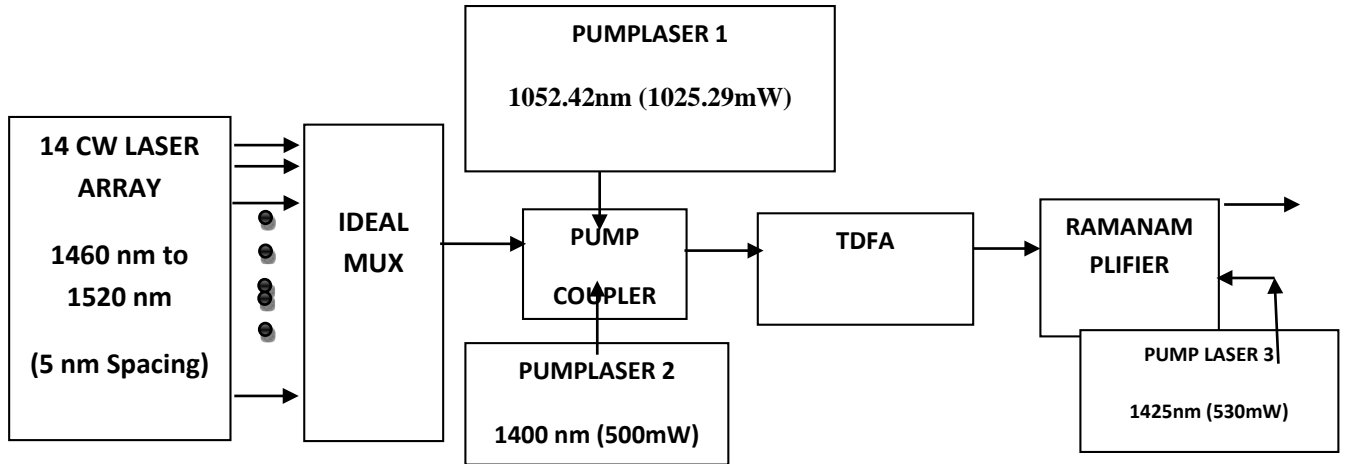 PUMPLASER 1
1052.42nm (1025.29mW)
14 CW LASER
ARRAY
1460 nm to
1520 nm
(5 nm Spacing)
IDEAL
MUX
PUMP
COUPLER
TDFA
RAMANAM
PLIFIER
PUMPLASER 2
1400 nm (500mW)
PUMP LASER 3
1425nm (530mW)